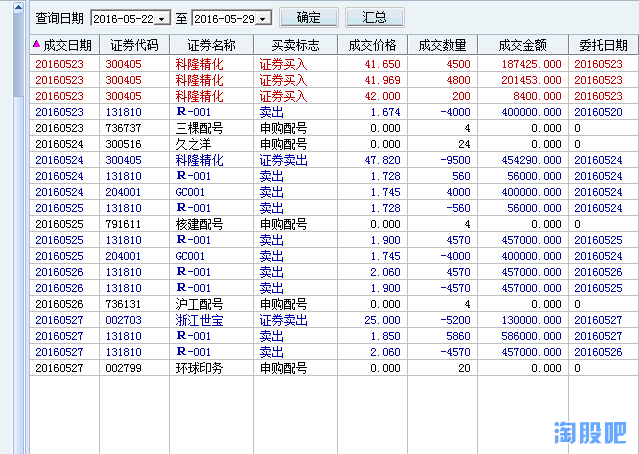 查询日期 2016-05-22 至 2016-05-29 确定 汇总
成交日期 证券代码 证券名称 买卖标志 成交价格 成交数量 成交金额 委托日期
20160523 300405 科隆精化 证券买入 41.650 4500 187425.000 20160523
20160523 300405 科隆精化 证券买入 41.969 4800 201453.000 20160523
20160523 300405 科隆精化 证券买入 42.000 200 8400.000 20160523
20160523 131810 R-001 卖出 1.674 -4000 400000.000 20160520
20160523 736737 三棵配号 申购配号 0.000 4 0.000 0
20160524 300516 久之洋 申购配号 0.000 24 0.000 0
20160524 300405 科隆精化 证券卖出 47.820 -9500 454290.000 20160524
20160524 131810 R-001 卖出 1.728 560 56000.000 20160524
20160524 204001 GC001 卖出 1.745 4000 400000.000 20160524
20160525 131810 R-001 卖出 1.728 -560 56000.000 20160524
20160525 791611 核建配号 申购配号 0.000 4 0.000 0
20160525 131810 R-001 卖出 1.900 4570 457000.000 20160525
20160525 204001 GC001 卖出 1.745 -4000 400000.000 20160524
20160526 131810 R-001 卖出 2.060 4570 457000.000 20160526
20160526 131810 R-001 卖出 1.900 -4570 457000.000 20160525
20160526 736131 沪工配号 申购配号 0.000 4 0.000 0
20160527 002703 浙江世宝 证券卖出 25.000 -5200 130000.000 20160527
20160527 131810 R-001 卖出 1.850 5860 586000.000 20160527
20160527 131810 R-001 卖出 2.060 -4570 457000.000 20160526
20160527 002799 环球印务 申购配号 0.000 20 0.000 0
淘股吧